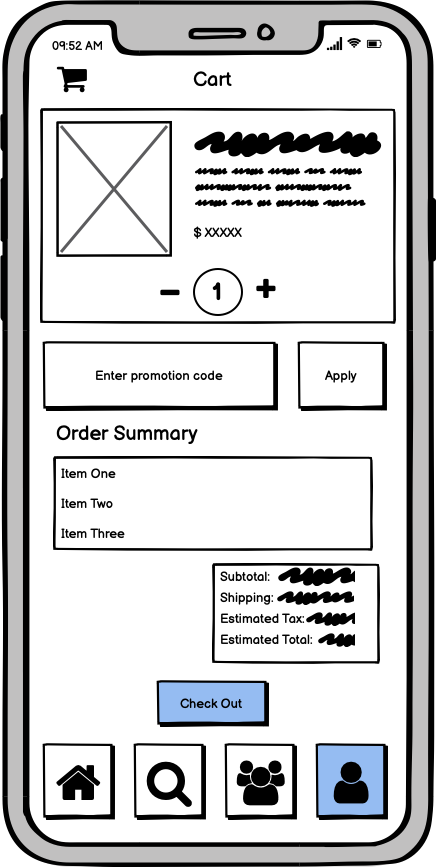 09:52 AM
Cart
$ XXXXX
1
Enter promotion code
Apply
Order Summary
Item One
Item Two
Item Three
Subtotal:
Shipping:
Estimated Tax:
Estimated Total:
Check Out